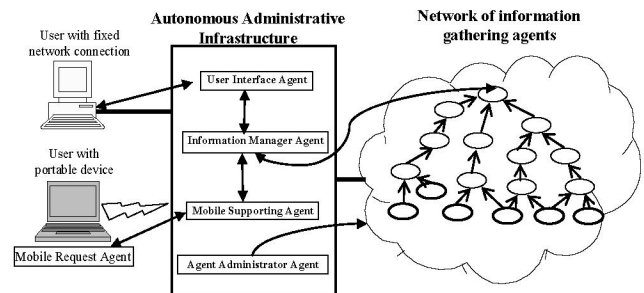 User with fixed
network connection
User with
portable device
Mobile Request Agent
Autonomous Administrative
Infrastructure
User Interface Agent
Information Manager Agent
Mobile Supporting Agent
Agent Administrator Agent
Network of information
gathering agents